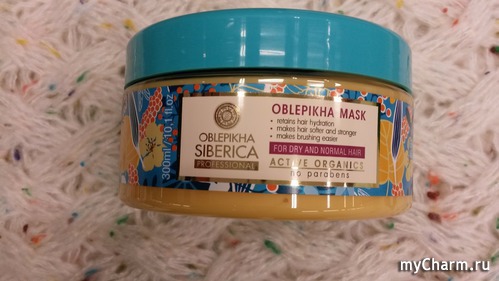 OBLEPIKHA
SIBERICA
PROFESSIONAL
OBLEPIKHA MASK
• retains hair hydration
• makes hair softer and stronger
• makes brushing easier
FOR DRY AND NORMAL HAIR
ACTIVE ORGANICS
no parabens
300ml/10.1 fl.oz
myCharm.ru